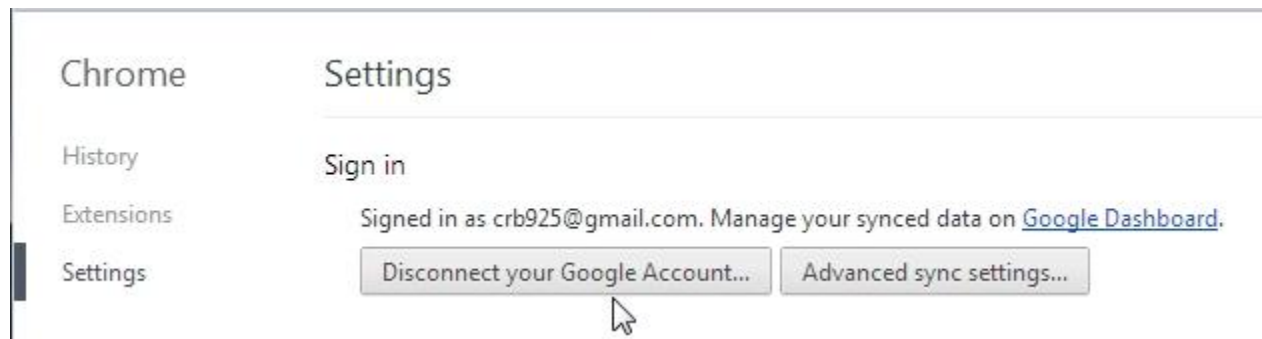 Chrome
Settings
History
Sign in
Extensions
Signed in as crb925@gmail.com. Manage your synced data on Google Dashboard.
Settings
Disconnect your Google Account...
Advanced sync settings...